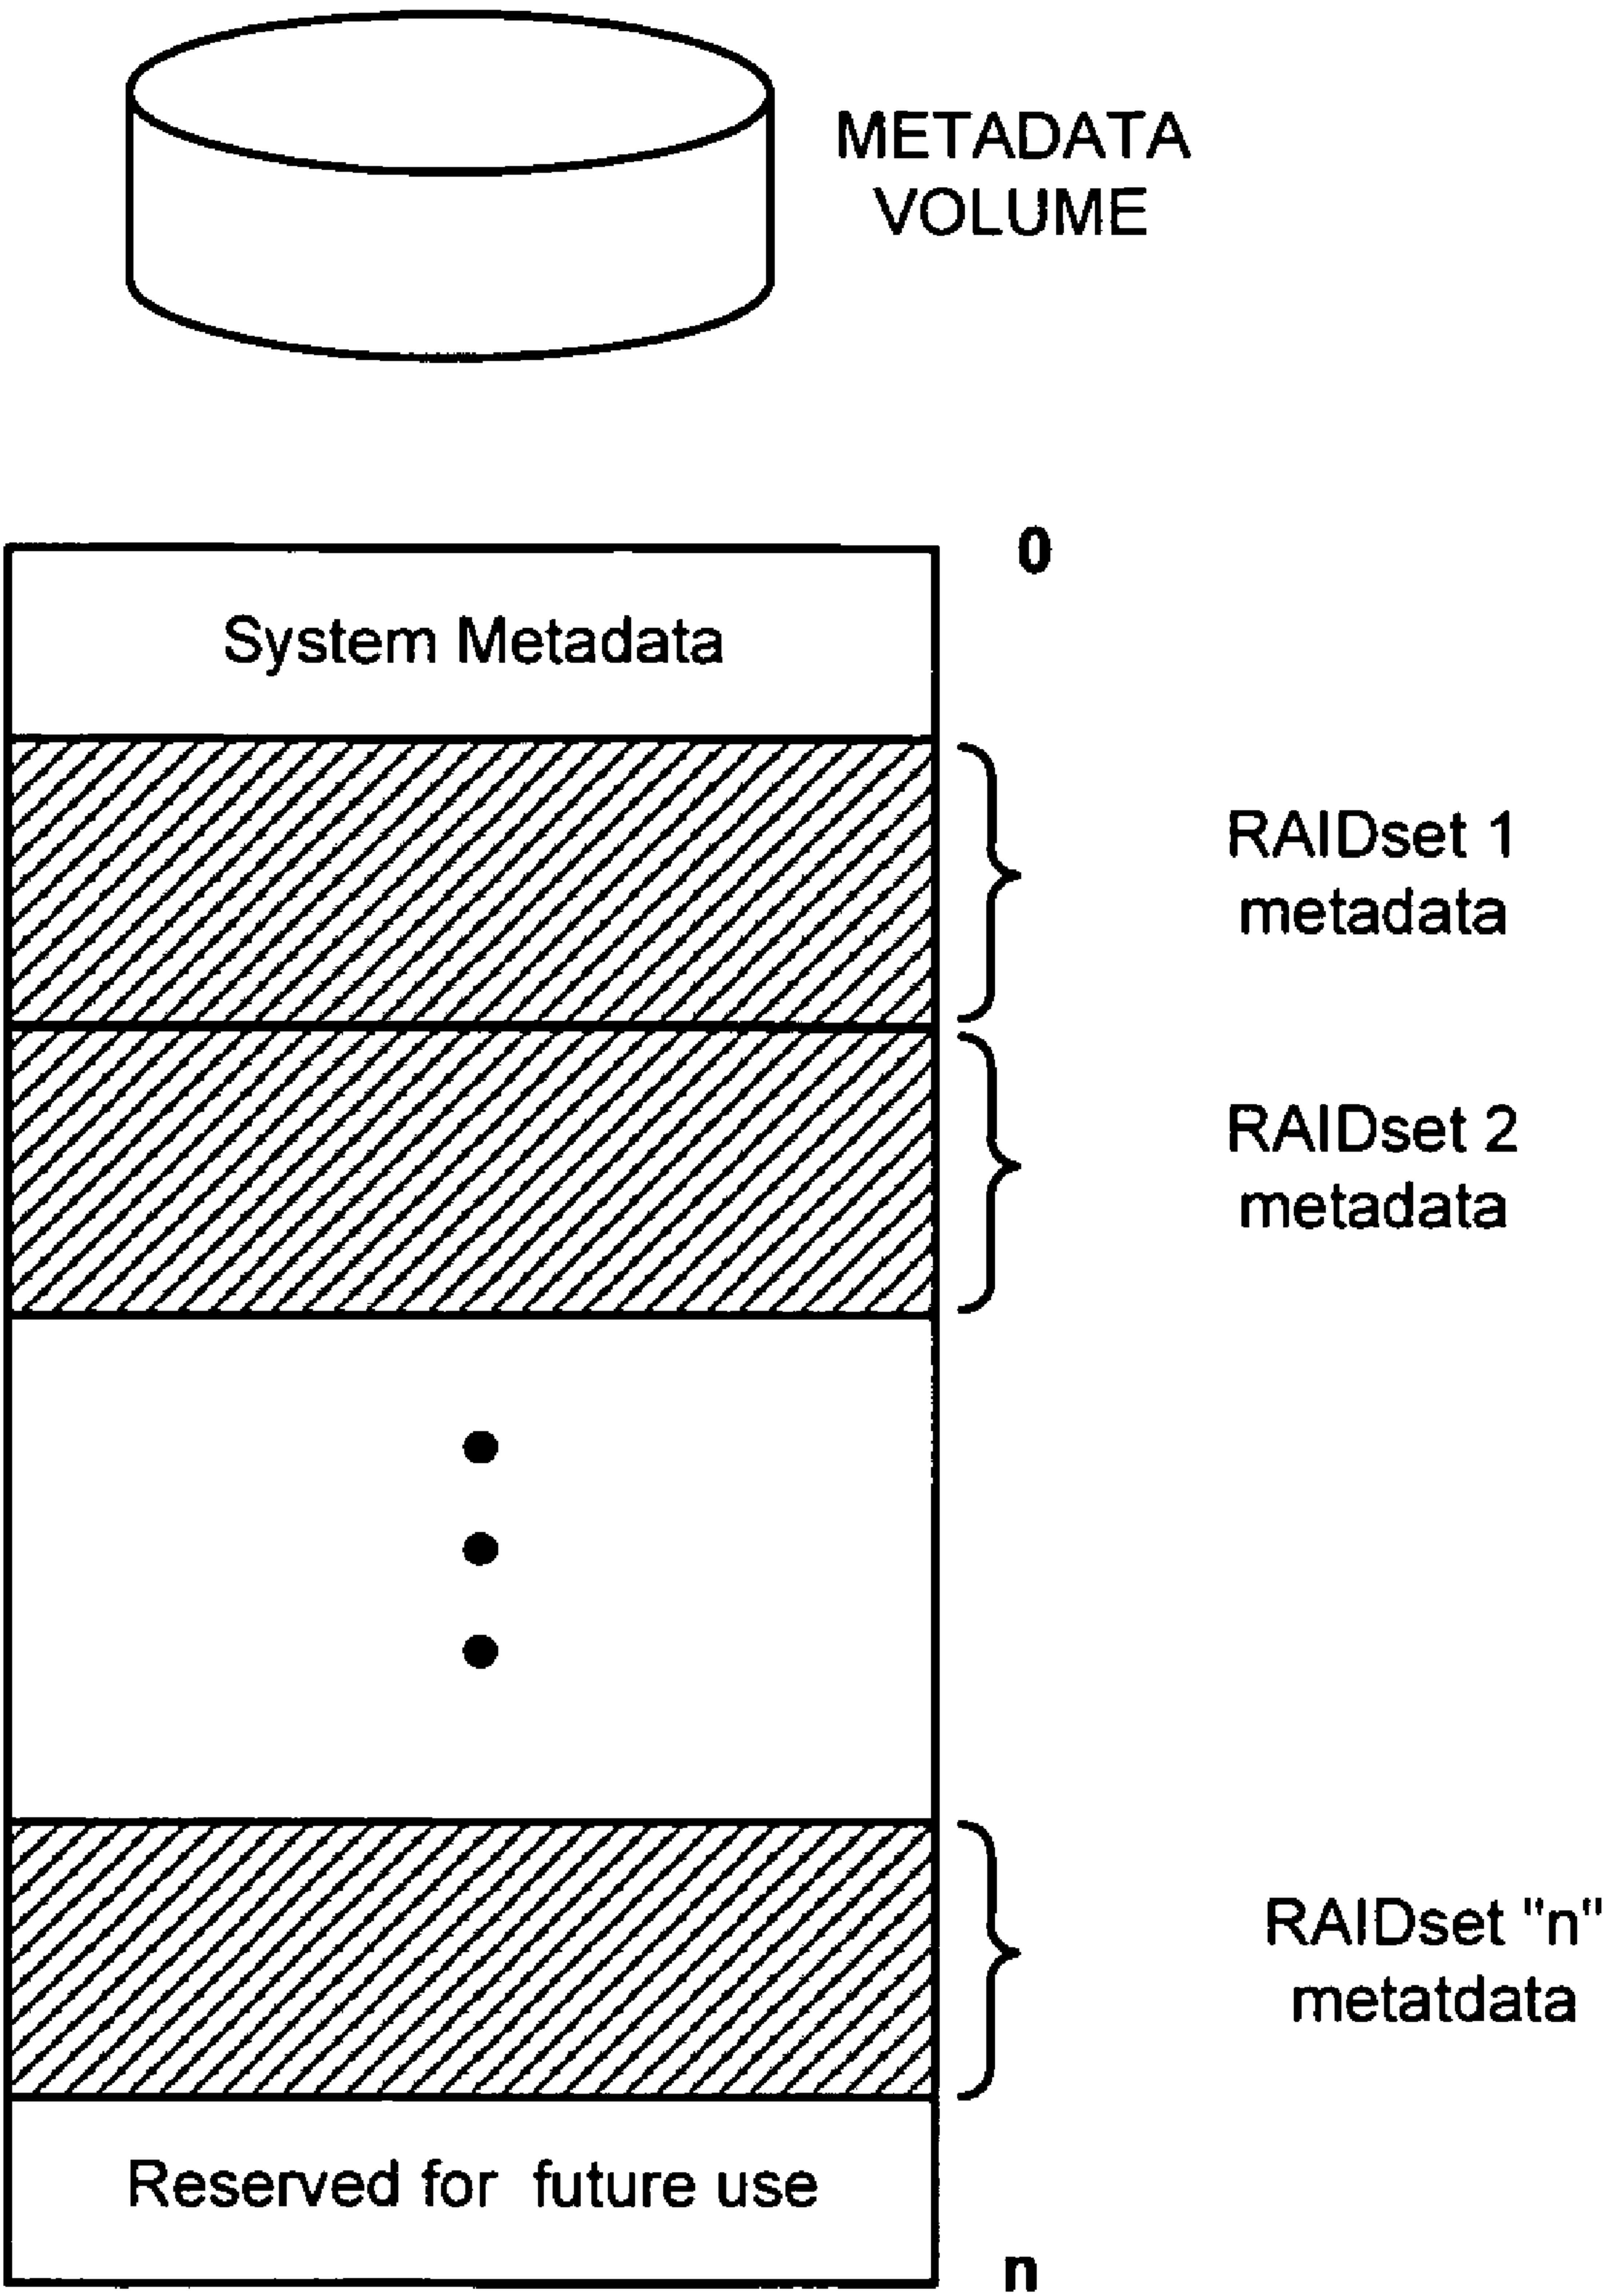 METADATA
VOLUME
0
System Metadata
RAIDset 1
metadata
RAIDset 2
metadata
RAIDset "n"
metatdata
Reserved for future use
n